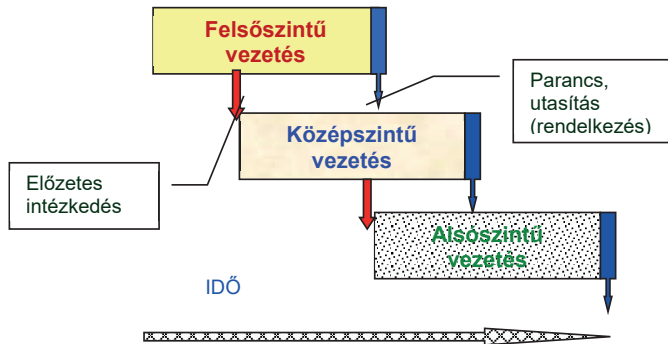 Felsőszintű
vezetés
Parancs,
utasítás
(rendelkezés)
Középszintű
vezetés
Előzetes
intézkedés
Alsószintű
vezetés
IDŐ